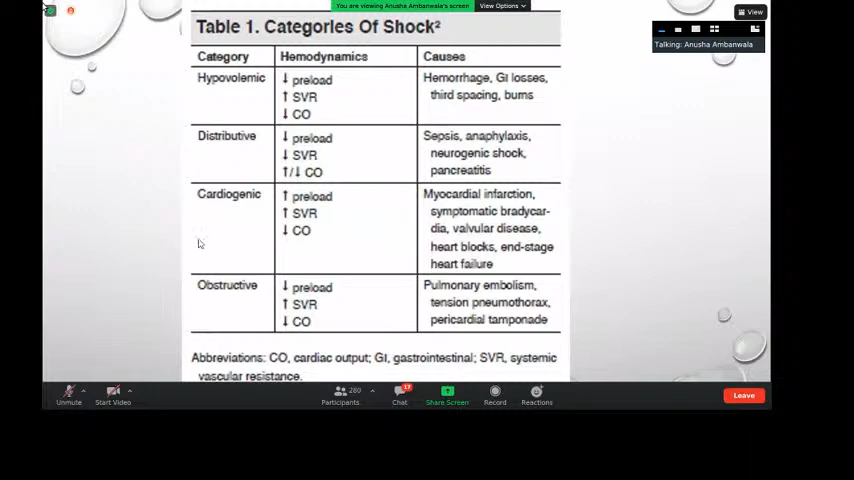 You are viewing Anusha Ambanwala's screen
View Options
View
Talking: Anusha Ambanwala
Table 1. Categories Of Shock²
Category Hemodynamics Causes
Hypovolemic ↓ preload Hemorrhage, GI losses,
↑ SVR third spacing, burns
↓ CO
Distributive ↓ preload Sepsis, anaphylaxis,
↓ SVR neurogenic shock,
↑/↓ CO pancreatitis
Cardiogenic ↑ preload Myocardial infarction,
↑ SVR symptomatic bradycar-
↓ CO dia, valvular disease,
heart blocks, end-stage
heart failure
Obstructive ↓ preload Pulmonary embolism,
↑ SVR tension pneumothorax,
↓ CO pericardial tamponade
Abbreviations: CO, cardiac output; GI, gastrointestinal; SVR, systemic
vascular resistance.
280 17
Unmute Start Video Participants Chat Share Screen Record Reactions Leave